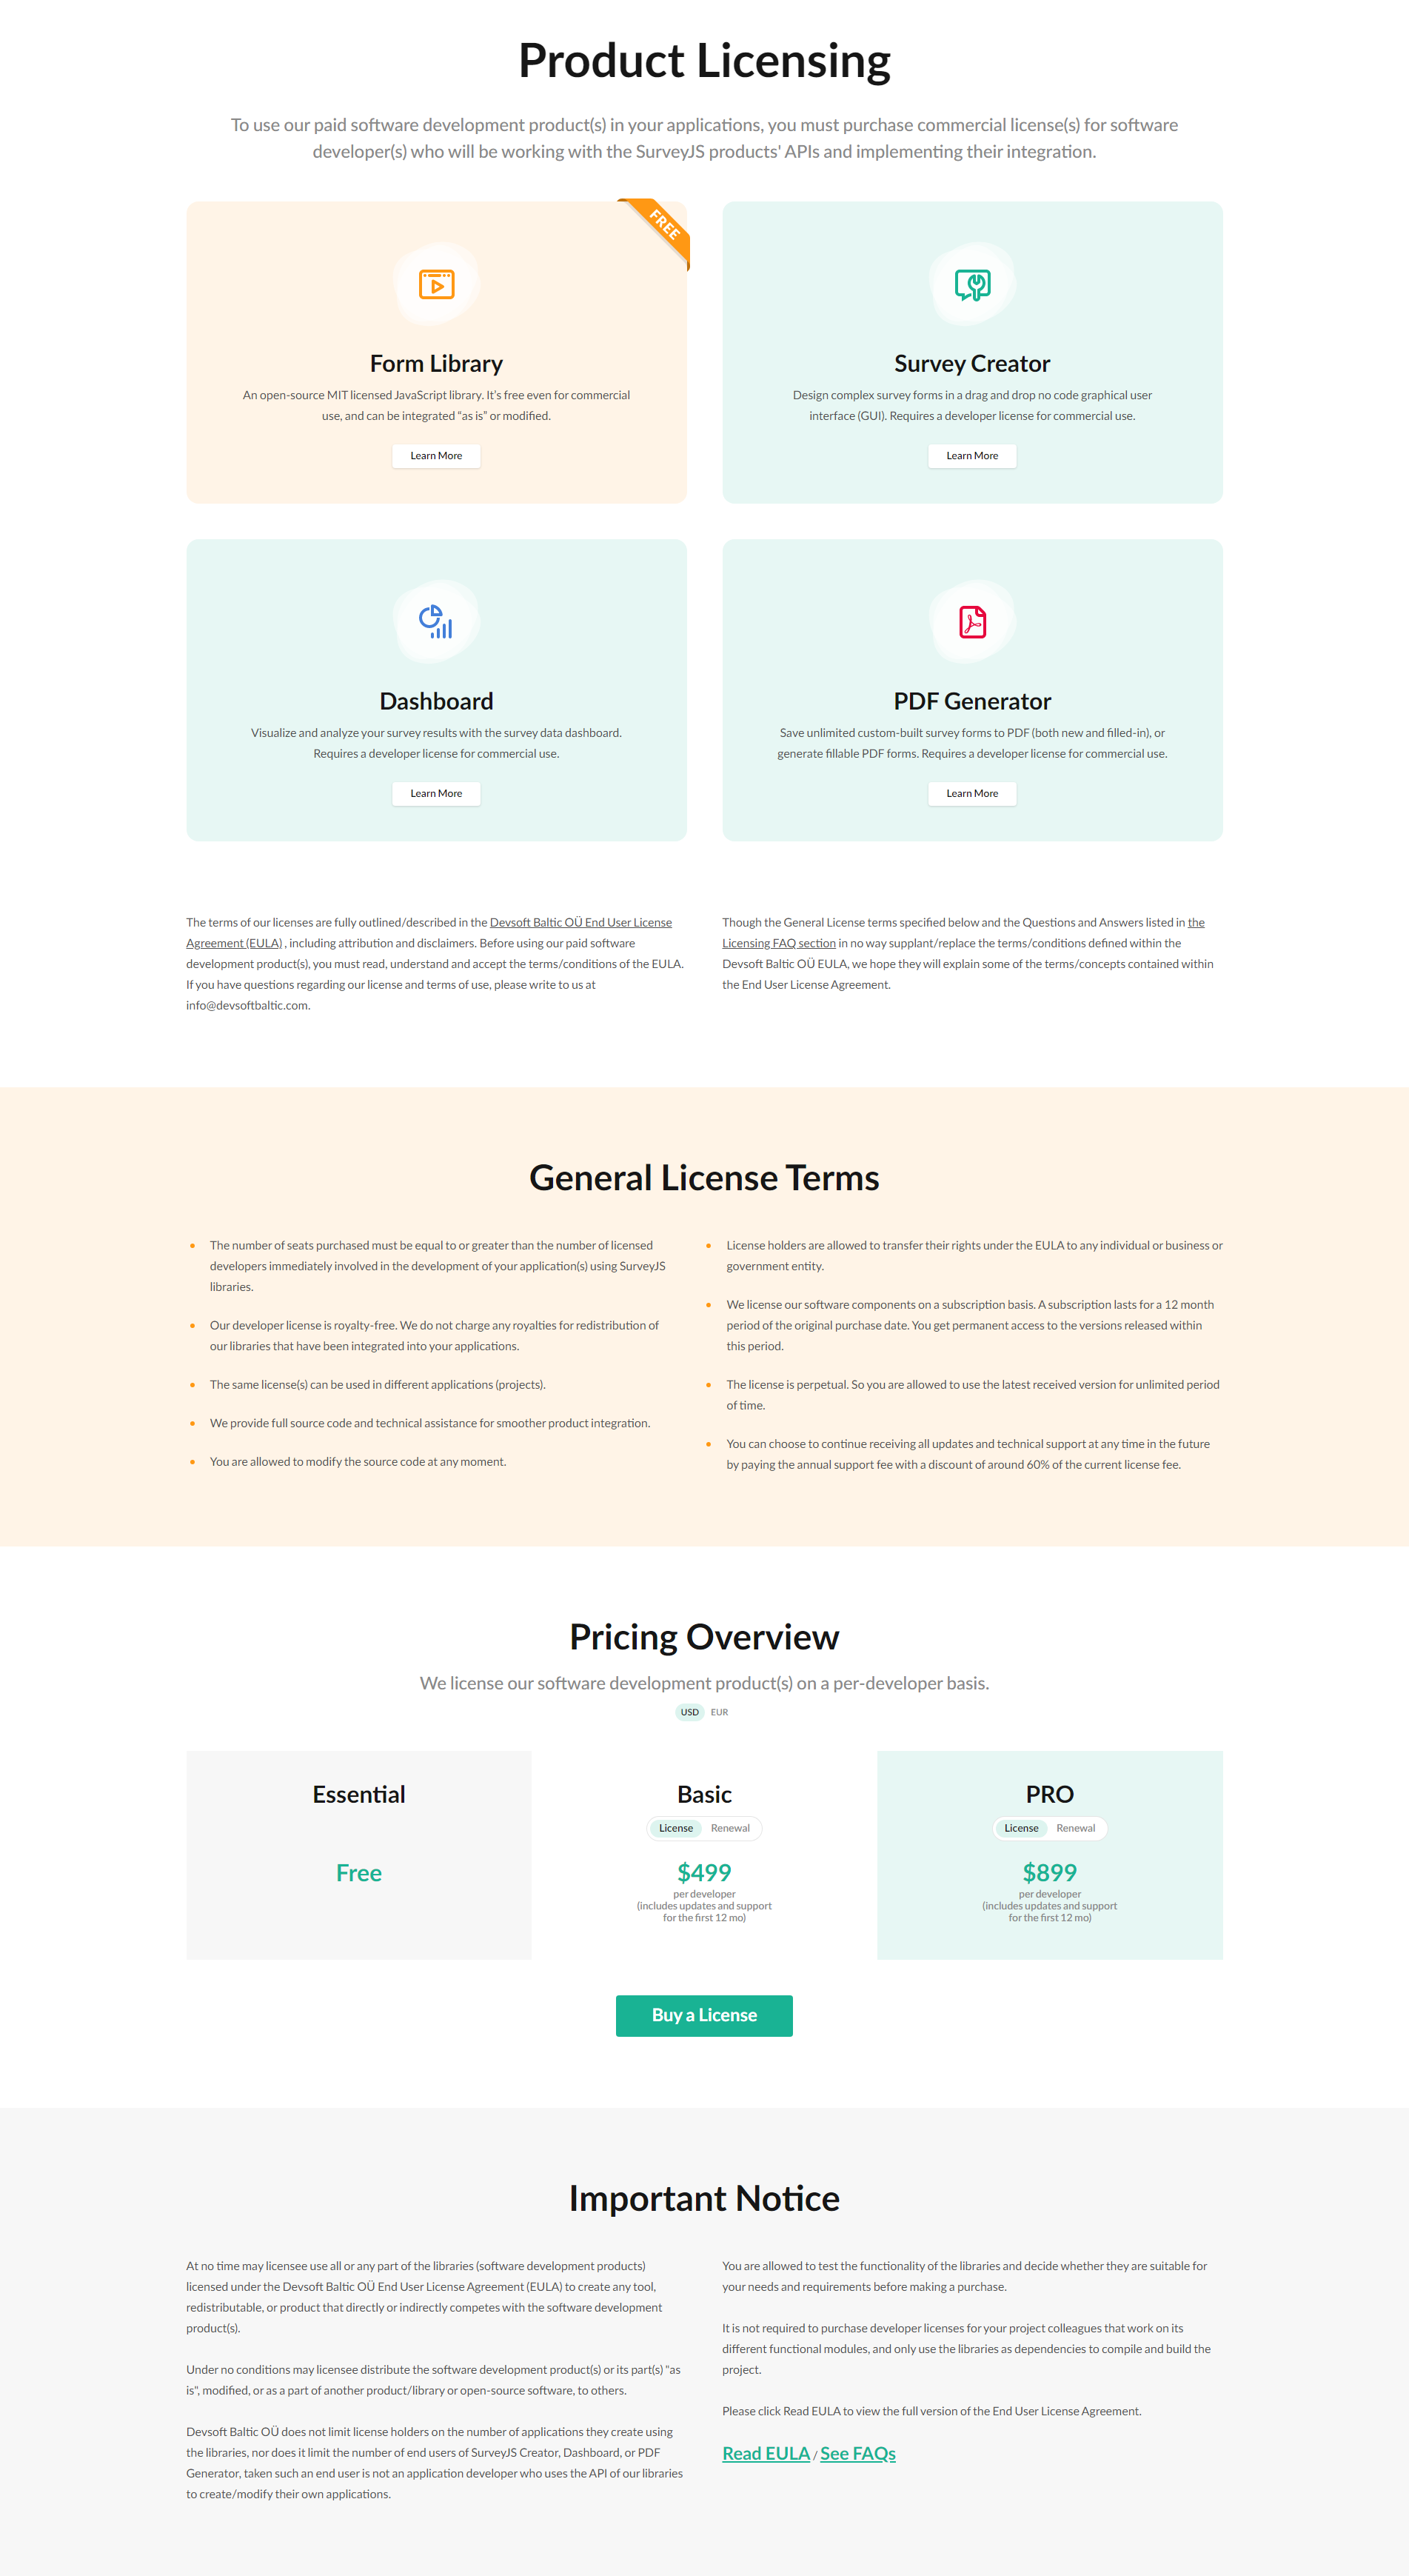 Product Licensing
To use our paid software development product(s) in your applications, you must purchase commercial license(s) for software
developer(s) who will be working with the SurveyJS products' APIs and implementing their integration.
FREE
Form Library
An open-source MIT licensed JavaScript library. It's free even for commercial
use, and can be integrated “as is” or modified.
Learn More
Survey Creator
Design complex survey forms in a drag and drop no code graphical user
interface (GUI). Requires a developer license for commercial use.
Learn More
Dashboard
Visualize and analyze your survey results with the survey data dashboard.
Requires a developer license for commercial use.
Learn More
PDF Generator
Save unlimited custom-built survey forms to PDF (both new and filled-in), or
generate fillable PDF forms. Requires a developer license for commercial use.
Learn More
The terms of our licenses are fully outlined/described in the Devsoft Baltic OÜ End User License
Agreement (EULA) , including attribution and disclaimers. Before using our paid software
development product(s), you must read, understand and accept the terms/conditions of the EULA.
If you have questions regarding our license and terms of use, please write to us at
info@devsoftbaltic.com.
Though the General License terms specified below and the Questions and Answers listed in the
Licensing FAQ section in no way supplant/replace the terms/conditions defined within the
Devsoft Baltic OÜ EULA, we hope they will explain some of the terms/concepts contained within
the End User License Agreement.
General License Terms
The number of seats purchased must be equal to or greater than the number of licensed
developers immediately involved in the development of your application(s) using SurveyJS
libraries.
Our developer license is royalty-free. We do not charge any royalties for redistribution of
our libraries that have been integrated into your applications.
The same license(s) can be used in different applications (projects).
We provide full source code and technical assistance for smoother product integration.
You are allowed to modify the source code at any moment.
License holders are allowed to transfer their rights under the EULA to any individual or business or
government entity.
We license our software components on a subscription basis. A subscription lasts for a 12 month
period of the original purchase date. You get permanent access to the versions released within
this period.
The license is perpetual. So you are allowed to use the latest received version for unlimited period
of time.
You can choose to continue receiving all updates and technical support at any time in the future
by paying the annual support fee with a discount of around 60% of the current license fee.
Pricing Overview
We license our software development product(s) on a per-developer basis.
USD EUR
Essential
Free
Basic
License Renewal
$499
per developer
(includes updates and support
for the first 12 mo)
PRO
License Renewal
$899
per developer
(includes updates and support
for the first 12 mo)
Buy a License
Important Notice
At no time may licensee use all or any part of the libraries (software development products)
licensed under the Devsoft Baltic OÜ End User License Agreement (EULA) to create any tool,
redistributable, or product that directly or indirectly competes with the software development
product(s).
Under no conditions may licensee distribute the software development product(s) or its part(s) "as
is", modified, or as a part of another product/library or open-source software, to others.
Devsoft Baltic OÜ does not limit license holders on the number of applications they create using
the libraries, nor does it limit the number of end users of SurveyJS Creator, Dashboard, or PDF
Generator, taken such an end user is not an application developer who uses the API of our libraries
to create/modify their own applications.
You are allowed to test the functionality of the libraries and decide whether they are suitable for
your needs and requirements before making a purchase.
It is not required to purchase developer licenses for your project colleagues that work on its
different functional modules, and only use the libraries as dependencies to compile and build the
project.
Please click Read EULA to view the full version of the End User License Agreement.
Read EULA / See FAQs